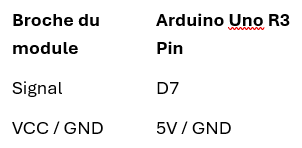 Broche du Arduino Uno R3
module Pin
Signal D7
VCC / GND 5V / GND